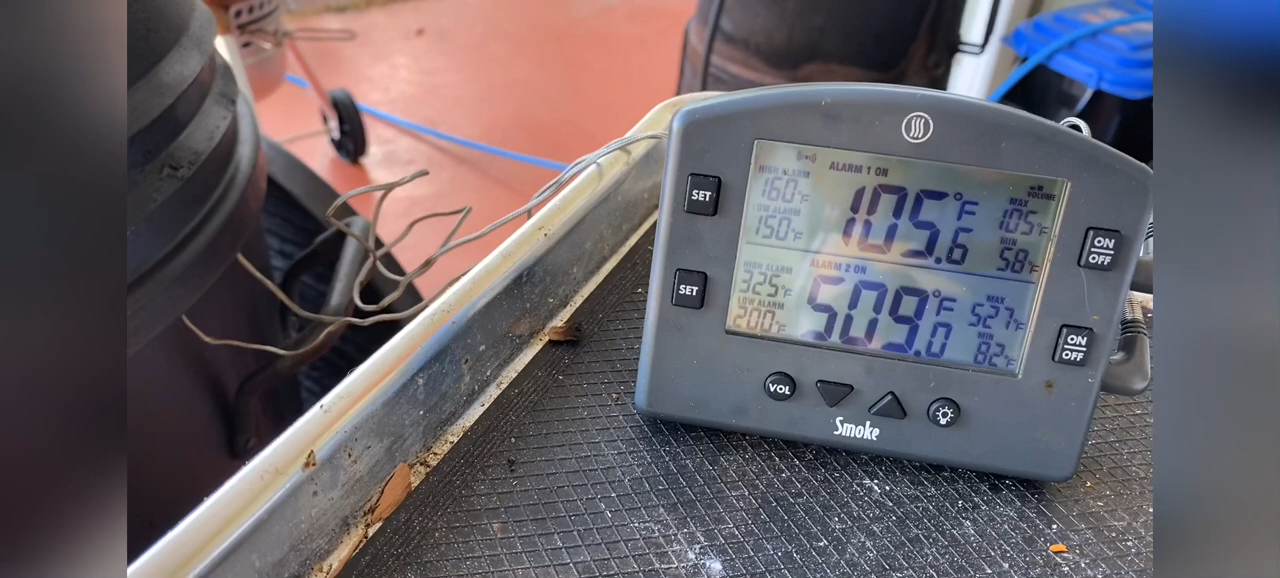 ALARM 1 ON
HIGH ALARM
160°F
LOW ALARM
150°F
105.6°F
VOLUME
MAX
105°F
MIN
58°F
ALARM 2 ON
HIGH ALARM
325°F
LOW ALARM
200°F
509.0°F
MAX
527°F
MIN
82°F
SET
SET
ON
OFF
ON
OFF
VOL
Smoke